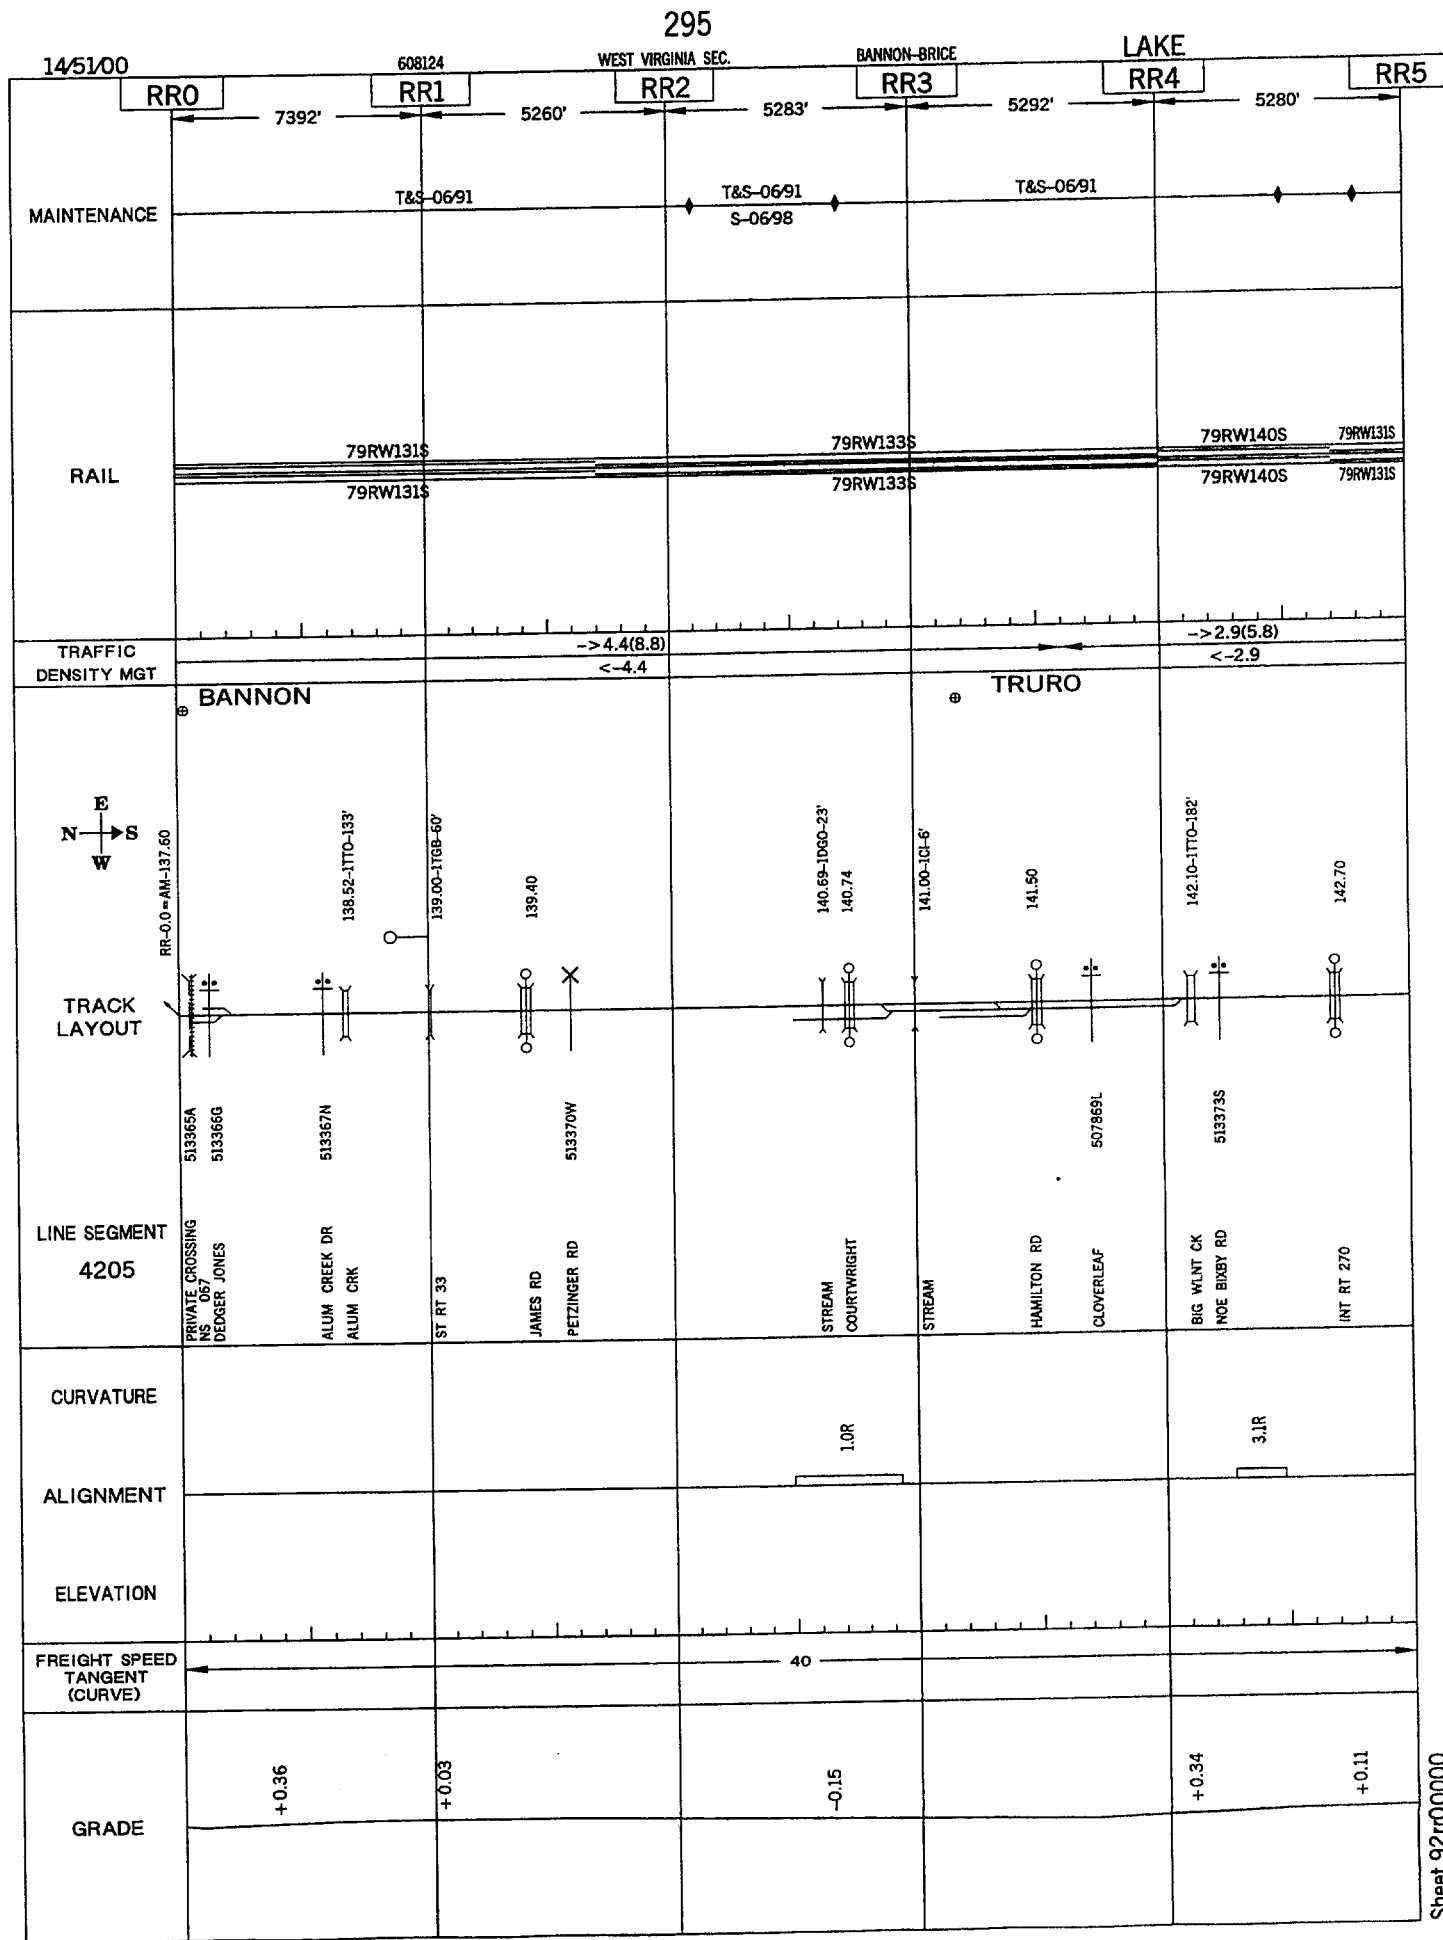 295
14/51/00
608124
WEST VIRGINIA SEC.
BANNON-BRICE
LAKE
RR0
RR1
RR2
RR3
RR4
RR5
7392'
5260'
5283'
5292'
5280'
MAINTENANCE
T&S-06/91
T&S-06/91
S-06/98
T&S-06/91
RAIL
79RW131S
79RW133S
79RW140S
79RW131S
79RW131S
79RW133S
79RW140S
79RW131S
TRAFFIC
DENSITY MGT
->4.4(8.8)
<-4.4
->2.9(5.8)
<-2.9
BANNON
TRURO
E
N S
W
RR-0.0=AM-137.60
138.52-1TTO-133'
139.00-1TGB-60'
139.40
140.69-1DGO-23'
140.74
141.00-1CI-6'
141.50
142.10-1TTO-182'
142.70
TRACK
LAYOUT
513365A
513366G
513367N
513370W
507869L
513373S
LINE SEGMENT
4205
PRIVATE CROSSING
NS 067
DEDGER JONES
ALUM CREEK DR
ALUM CRK
ST RT 33
JAMES RD
PETZINGER RD
STREAM
COURTWRIGHT
STREAM
HAMILTON RD
CLOVERLEAF
BIG WLNT CK
NOE BIXBY RD
INT RT 270
CURVATURE
1.0R
3.1R
ALIGNMENT
ELEVATION
FREIGHT SPEED
TANGENT
(CURVE)
40
GRADE
+0.36
+0.03
-0.15
+0.34
+0.11
Sheet 92rr00000